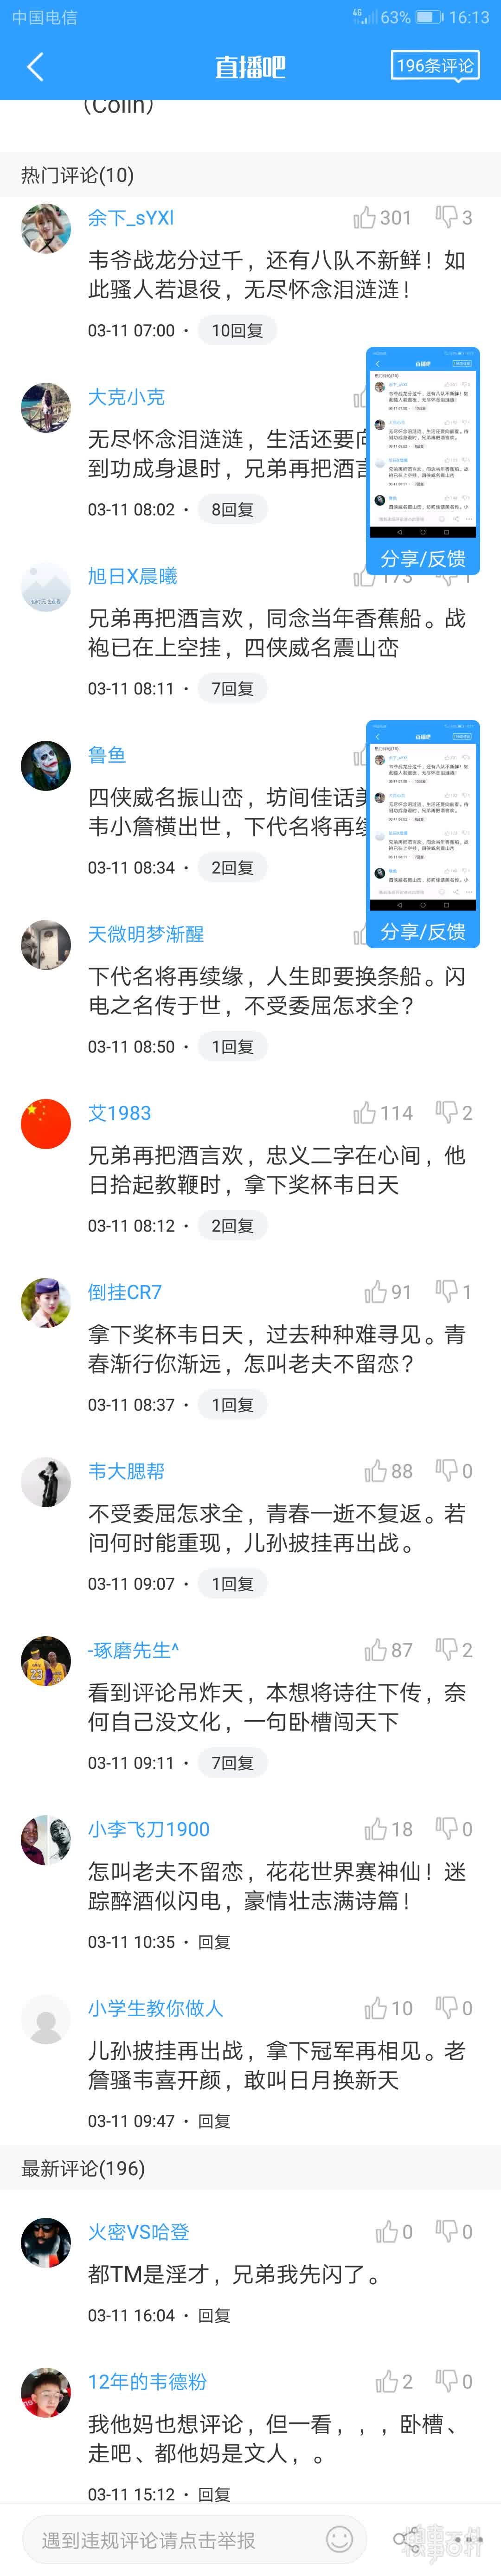 中国电信
4G 63% 16:13
直播吧
196条评论
(Colin)
热门评论(10)
余下_sYXl
301 3
韦爷战龙分过千，还有八队不新鲜！如
此骚人若退役，无尽怀念泪涟涟！
03-11 07:00 · 10回复
大克小克
无尽怀念泪涟涟，生活还要向
到功成身退时，兄弟再把酒言
03-11 08:02 · 8回复
分享/反馈
旭日X晨曦
173 1
兄弟再把酒言欢，同念当年香蕉船。战
袍已在上空挂，四侠威名震山峦
03-11 08:11 · 7回复
鲁鱼
四侠威名振山峦，坊间佳话美
韦小詹横出世，下代名将再续
03-11 08:34 · 2回复
分享/反馈
天微明梦渐醒
下代名将再续缘，人生即要换条船。闪
电之名传于世，不受委屈怎求全？
03-11 08:50 · 1回复
艾1983
114 2
兄弟再把酒言欢，忠义二字在心间，他
日拾起教鞭时，拿下奖杯韦日天
03-11 08:12 · 2回复
倒挂CR7
91 1
拿下奖杯韦日天，过去种种难寻见。青
春渐行你渐远，怎叫老夫不留恋？
03-11 08:37 · 1回复
韦大腮帮
88 0
不受委屈怎求全，青春一逝不复返。若
问何时能重现，儿孙披挂再出战。
03-11 09:07 · 1回复
-琢磨先生^
87 2
看到评论吊炸天，本想将诗往下传，奈
何自己没文化，一句卧槽闯天下
03-11 09:11 · 7回复
小李飞刀1900
18 0
怎叫老夫不留恋，花花世界赛神仙！迷
踪醉酒似闪电，豪情壮志满诗篇！
03-11 10:35 · 回复
小学生教你做人
10 0
儿孙披挂再出战，拿下冠军再相见。老
詹骚韦喜开颜，敢叫日月换新天
03-11 09:47 · 回复
最新评论(196)
火密VS哈登
0 0
都TM是淫才，兄弟我先闪了。
03-11 16:04 · 回复
12年的韦德粉
2 0
我他妈也想评论，但一看，，，卧槽、
走吧、都他妈是文人，。
03-11 15:12 · 回复
遇到违规评论请点击举报